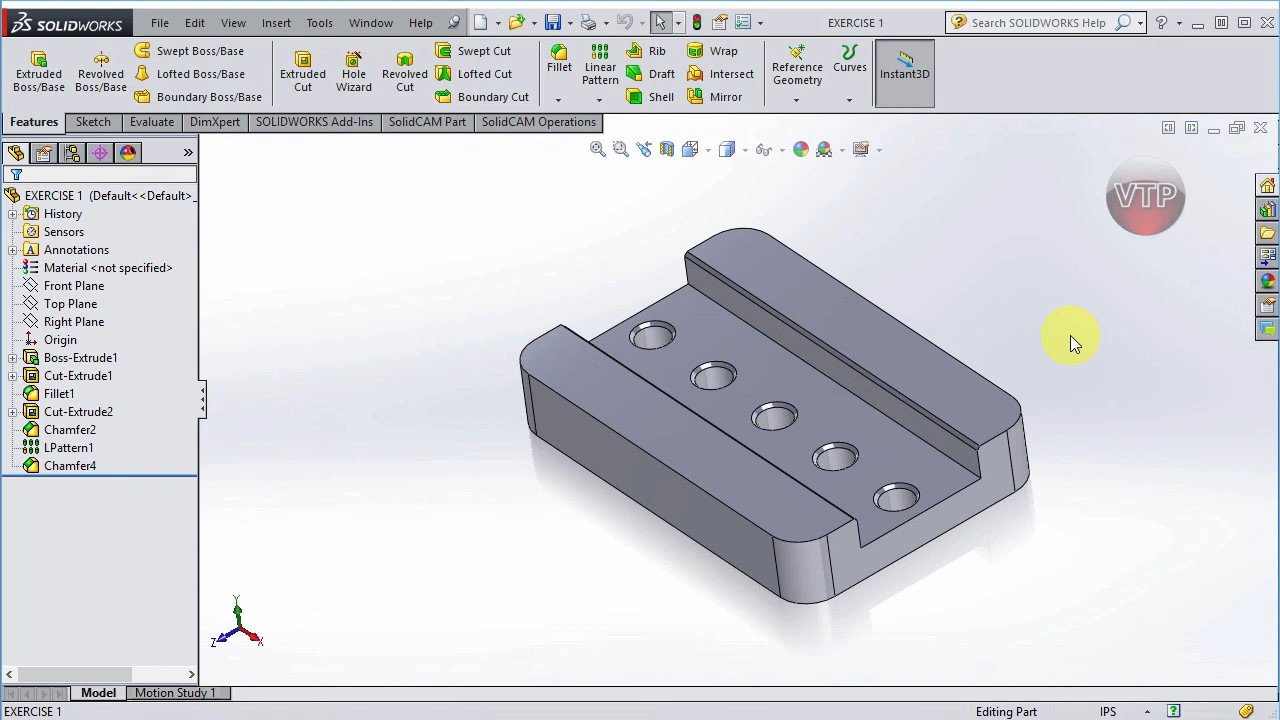 SOLIDWORKS File Edit View Insert Tools Window Help EXERCISE 1 Search SOLIDWORKS Help
Extruded Boss/Base
Revolved Boss/Base
Swept Boss/Base
Lofted Boss/Base
Boundary Boss/Base
Extruded Cut
Hole Wizard
Revolved Cut
Swept Cut
Lofted Cut
Boundary Cut
Fillet
Linear Pattern
Rib
Draft
Shell
Wrap
Intersect
Mirror
Reference Geometry
Curves
Instant3D
Features Sketch Evaluate DimXpert SOLIDWORKS Add-Ins SolidCAM Part SolidCAM Operations
VTP
EXERCISE 1 (Default<<Default>_
History
Sensors
A Annotations
Material <not specified>
Front Plane
Top Plane
Right Plane
Origin
Boss-Extrude1
Cut-Extrude1
Fillet1
Cut-Extrude2
Chamfer2
LPattern1
Chamfer4
Y
Z X
Model Motion Study 1
EXERCISE 1 Editing Part IPS